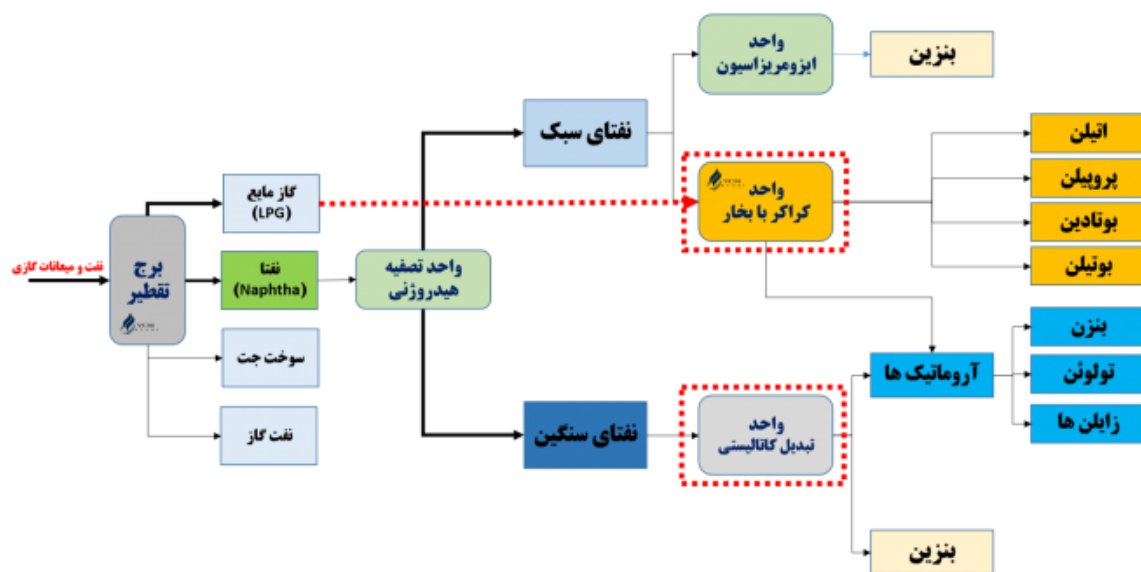 نفت و میعانات گازی
برج
تقطیر
گاز مایع
(LPG)
نفتا
(Naphtha)
سوخت جت
نفت گاز
واحد تصفیه
هیدروژنی
نفتای سبک
نفتای سنگین
واحد
ایزومریزاسیون
بنزین
واحد
کراکر با بخار
اتیلن
پروپیلن
بوتادین
بوتیلن
واحد
تبدیل کاتالیستی
آروماتیک ها
بنزن
تولوئن
زایلن ها
بنزین